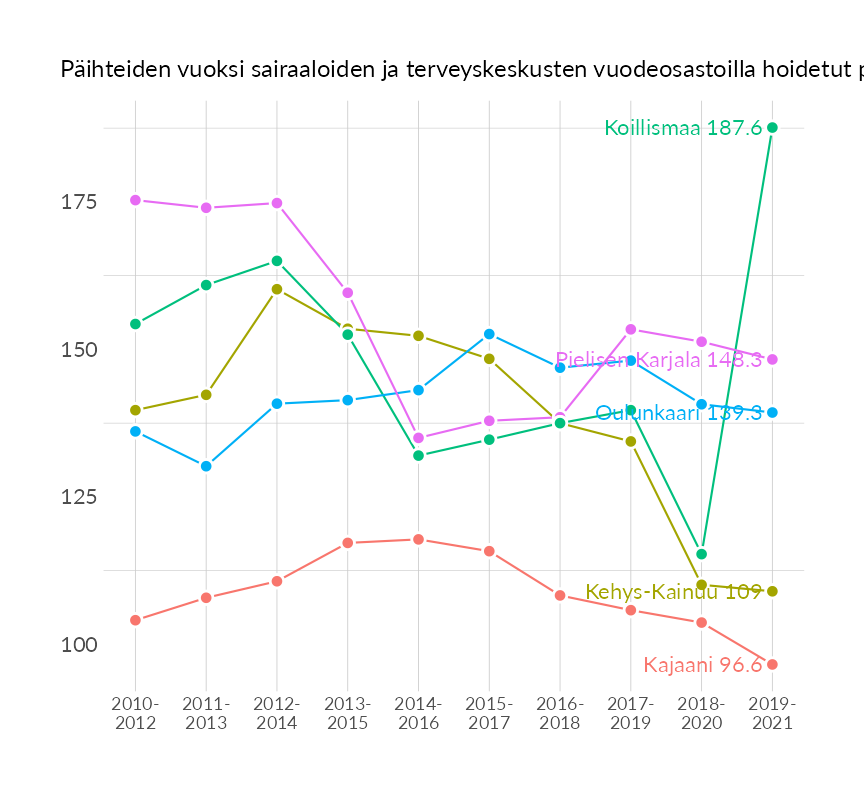 Päihteiden vuoksi sairaaloiden ja terveyskeskusten vuodeosastoilla hoidetut
Koillismaa 187.6
175
150
Pielisen Karjala 148.3
Oulunkaari 139.3
125
Kehys-Kainuu 109
100
Kajaani 96.6
2010-2012 2011-2013 2012-2014 2013-2015 2014-2016 2015-2017 2016-2018 2017-2019 2018-2020 2019-2021